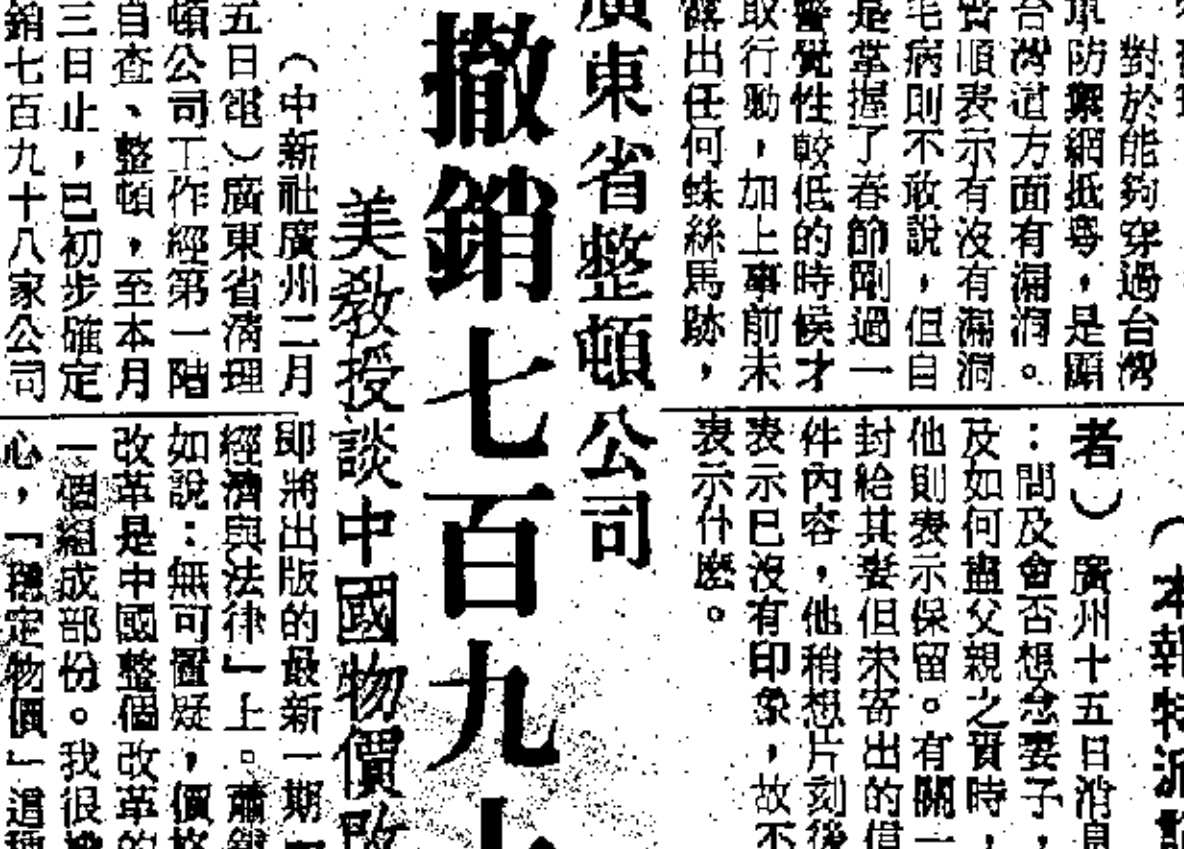 對於能夠穿過台灣
軍防禦網抵粵，是顯
台灣道方面有漏洞。
賓順表示有沒有漏洞
毛病則不敢說，但自
是掌握了春節剛過一
警覺性較低的時候才
取行動，加上事前未
露出任何蛛絲馬跡，
（本報特派記
者）廣州十五日消息
：問及會否想念妻子，
及如何盡父親之責時，
他則表示保留。有關一
封給其妻但未寄出的信
件內容，他稍想片刻後
表示已沒有印象，故不
表示什麼。
廣東省整頓公司
撤銷七百九十
（中新社廣州二月
五日電）廣東省清理
頓公司工作經第一階
自查、整頓，至本月
三日止，已初步確定
銷七百九十八家公司
美教授談中國物價改
即將出版的最新一期「
經濟與法律」上。蕭
如說：無可置疑，價格
改革是中國整個改革的
一個組成部份。我很
心，「穩定物價」這種